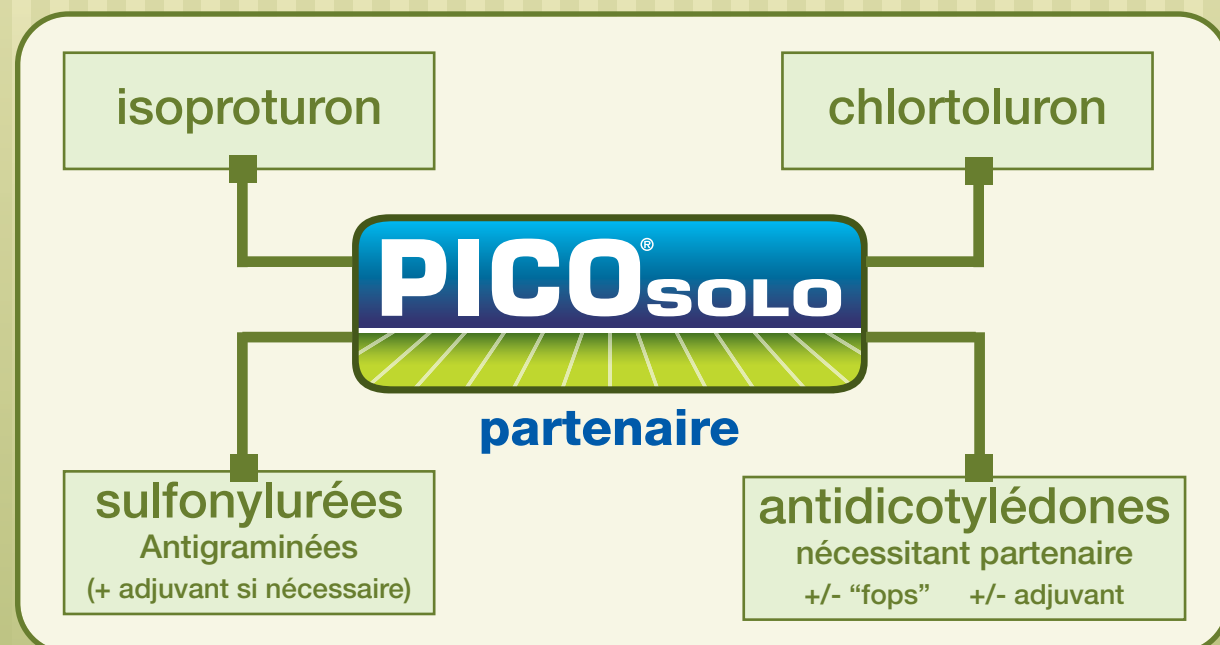 isoproturon
chlortoluron
PICO® SOLO
partenaire
sulfonylurées
Antigraminées
(+ adjuvant si nécessaire)
antidicotylédones
nécessitant partenaire
+/- “fops” +/- adjuvant